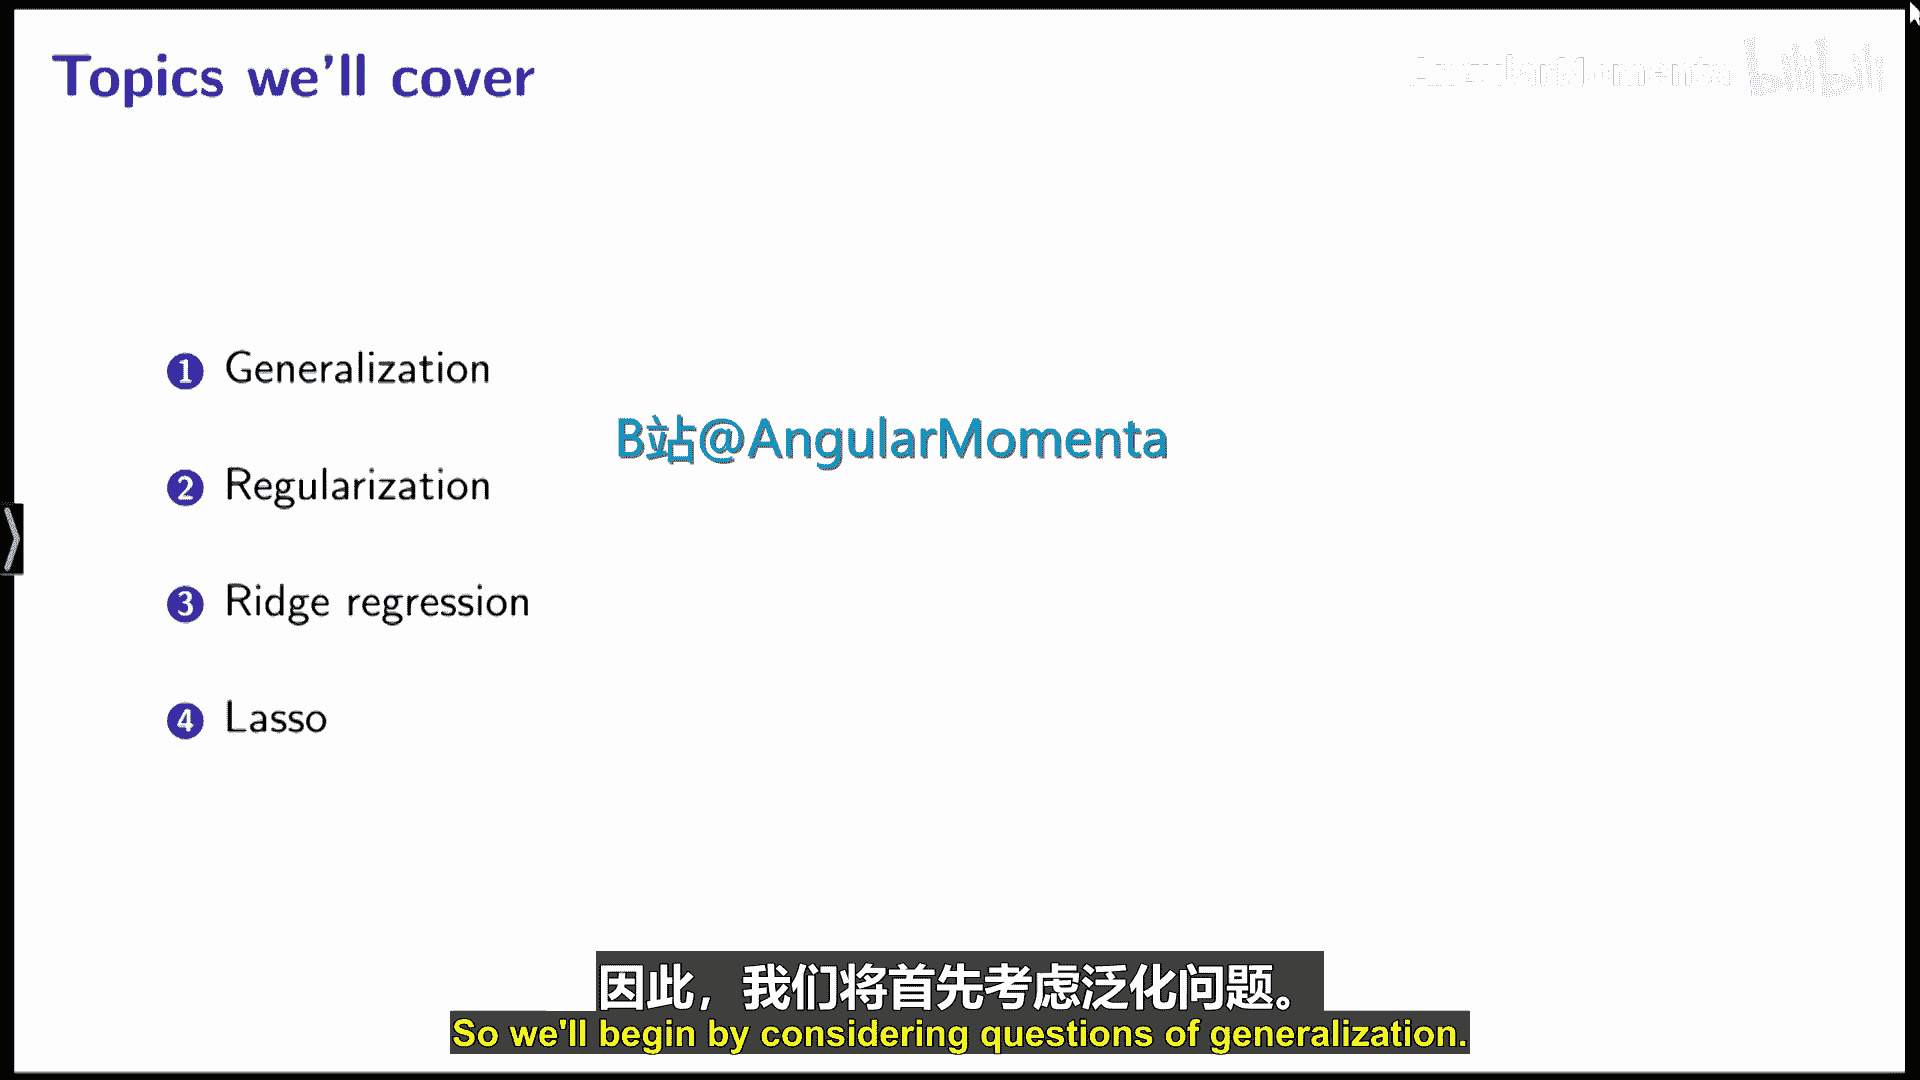 Topics we'll cover
AngularMomenta bilibili
1 Generalization
B站@AngularMomenta
2 Regularization
3 Ridge regression
4 Lasso
因此，我们将首先考虑泛化问题。
So we'll begin by considering questions of generalization.